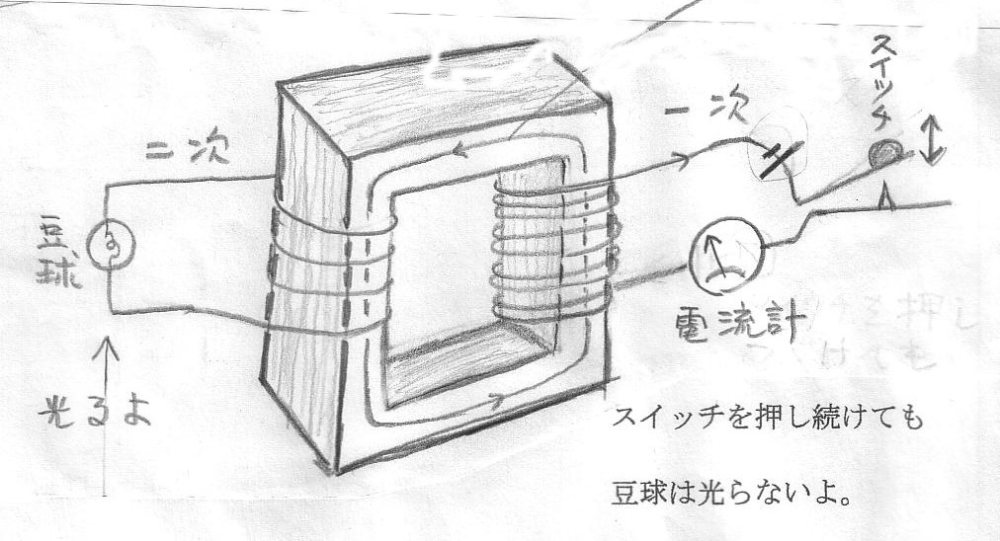 スイッチ
一次
二次
豆球
電流計
光るよ
スイッチを押し続けても
豆球は光らないよ。